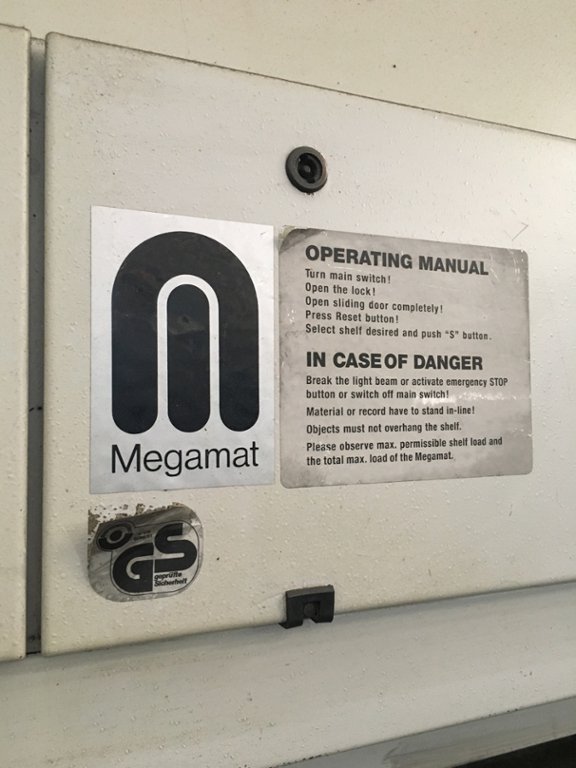 OPERATING MANUAL
Turn main switch!
Open the lock!
Open sliding door completely!
Press Reset button!
Select shelf desired and push "S" button.
IN CASE OF DANGER
Break the light beam or activate emergency STOP
button or switch off main switch!
Material or record have to stand in-line!
Objects must not overhang the shelf.
Please observe max. permissible shelf load and
the total max. load of the Megamat.
Megamat
GS
geprüfte
Sicherheit